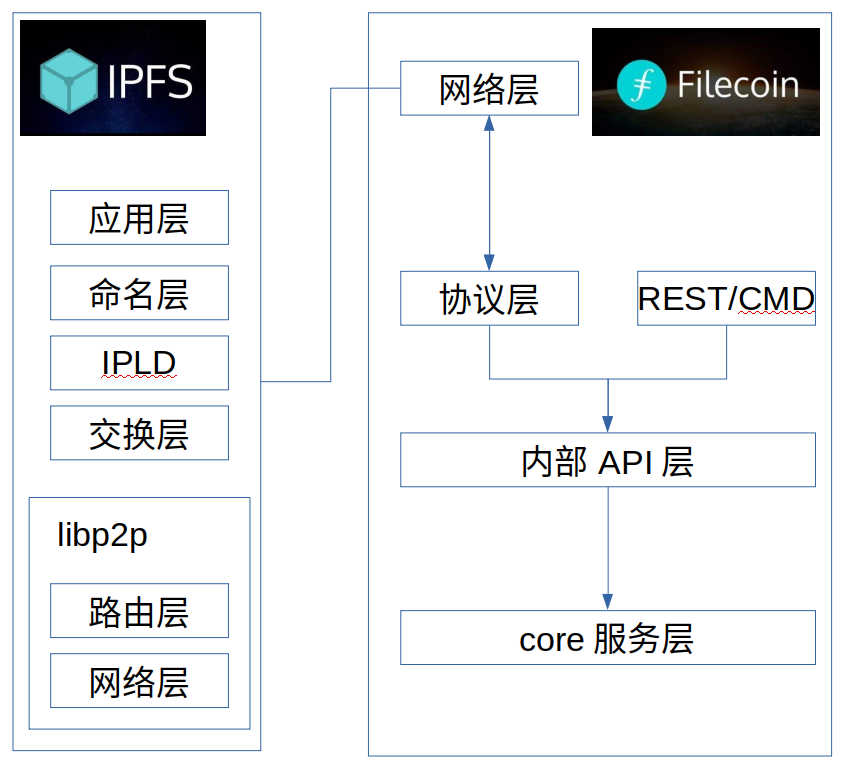 IPFS
应用层
命名层
IPLD
交换层
libp2p
路由层
网络层
Filecoin
网络层
协议层
REST/CMD
内部 API 层
core 服务层